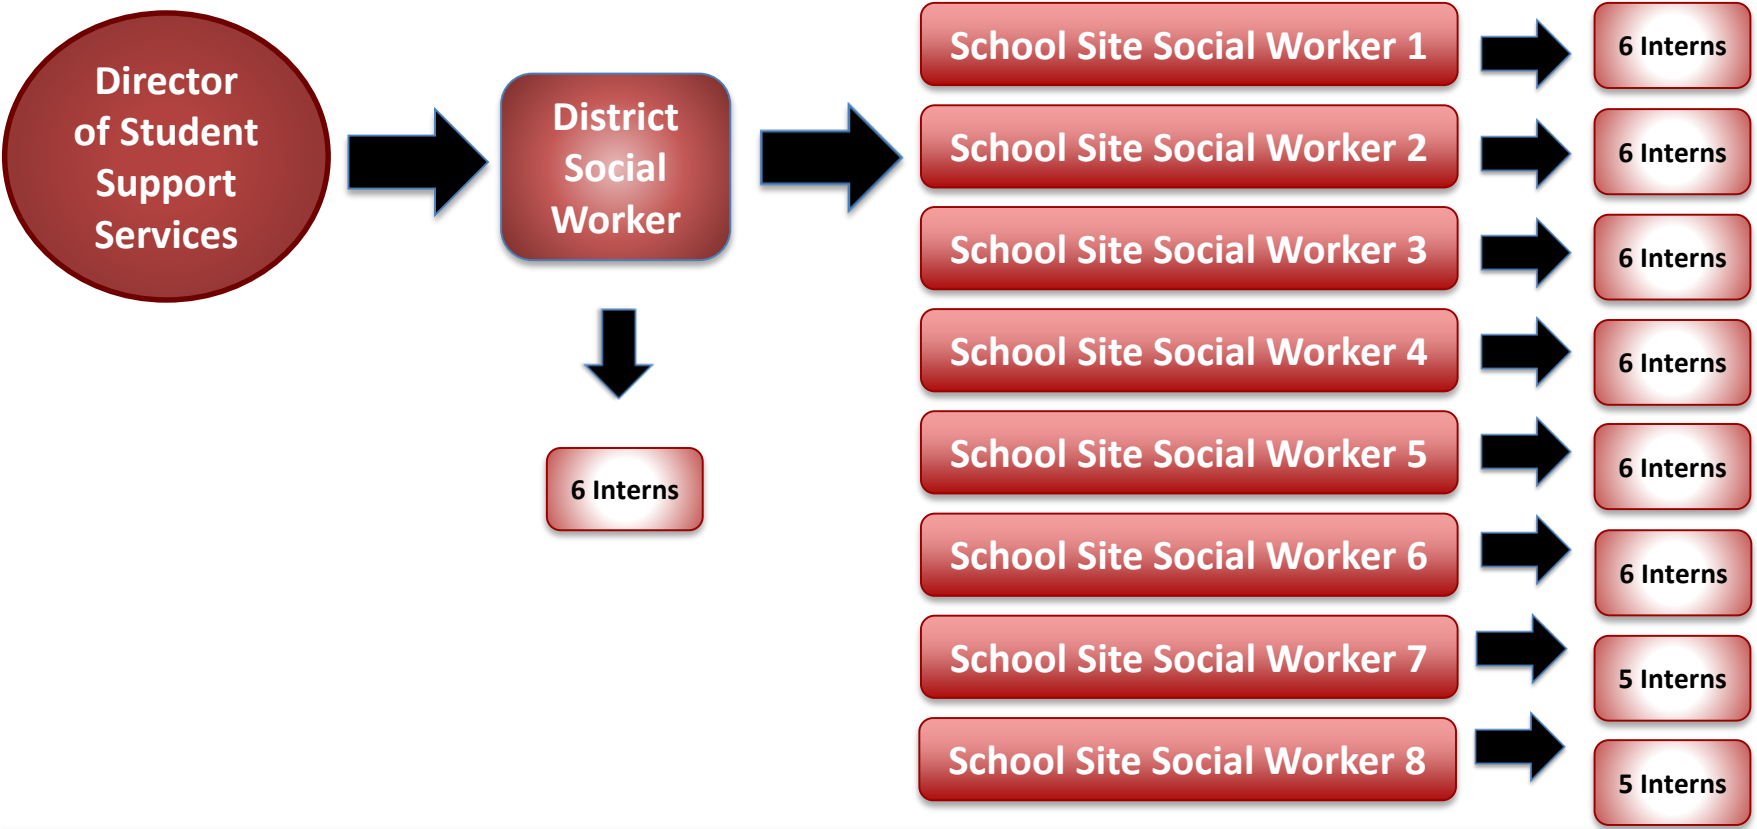 Director
of Student
Support
Services
District
Social
Worker
6 Interns
School Site Social Worker 1
6 Interns
School Site Social Worker 2
6 Interns
School Site Social Worker 3
6 Interns
School Site Social Worker 4
6 Interns
School Site Social Worker 5
6 Interns
School Site Social Worker 6
6 Interns
School Site Social Worker 7
5 Interns
School Site Social Worker 8
5 Interns